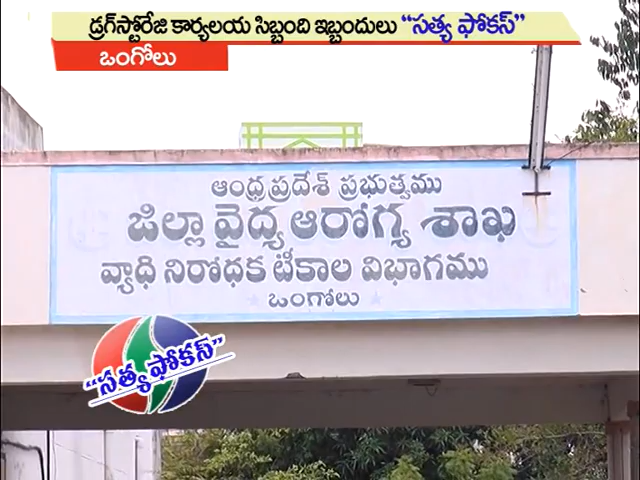 డ్రగ్‌స్టోరేజి కార్యలయ సిబ్బంది ఇబ్బందులు “సత్య ఫోకస్”
ఒంగోలు
ఆంధ్ర ప్రదేశ్ ప్రభుత్వము
జిల్లా వైద్య ఆరోగ్య శాఖ
వ్యాధి నిరోధక టీకాల విభాగము
ఒంగోలు
“సత్య ఫోకస్”